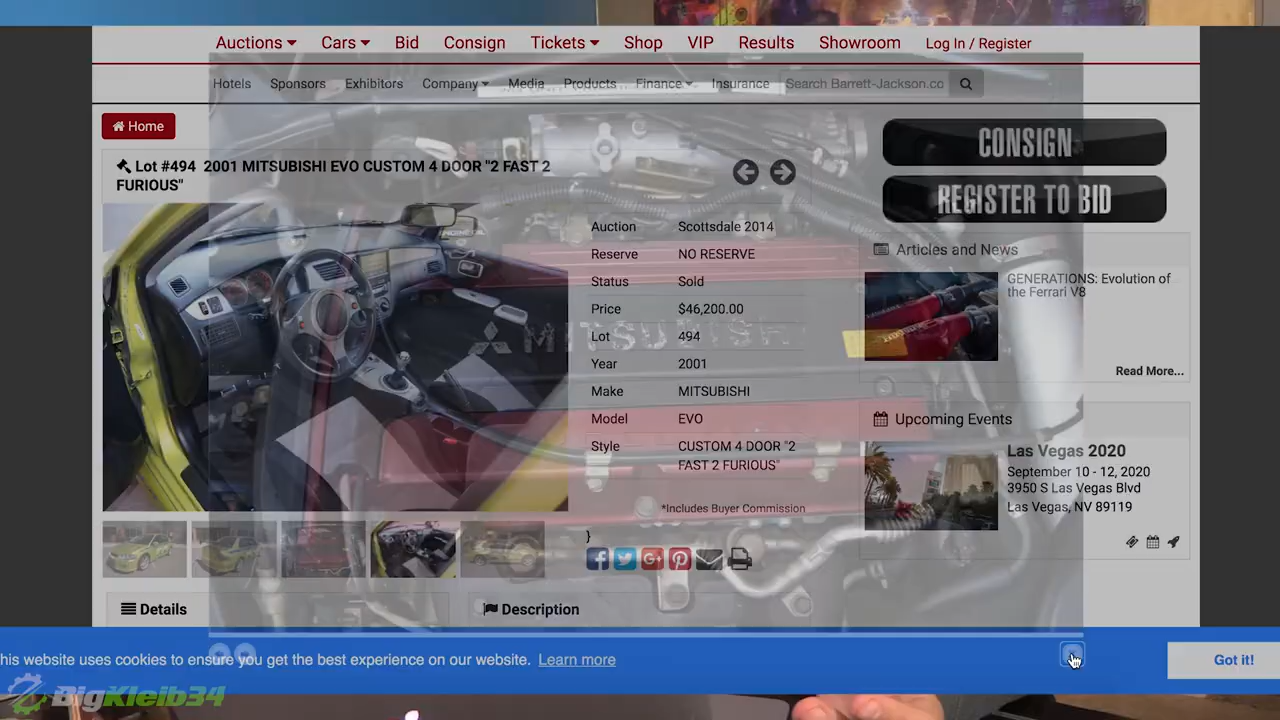 Auctions Cars Bid Consign Tickets Shop VIP Results Showroom Log In / Register
Hotels Sponsors Exhibitors Company Media Products Finance Insurance Search Barrett-Jackson.co
Home
Lot #494 2001 MITSUBISHI EVO CUSTOM 4 DOOR "2 FAST 2
FURIOUS"
CONSIGN
REGISTER TO BID
Auction Scottsdale 2014
Reserve NO RESERVE
Status Sold
Price $46,200.00
Lot 494
Year 2001
Make MITSUBISHI
Model EVO
Style CUSTOM 4 DOOR "2
FAST 2 FURIOUS"
*Includes Buyer Commission
}
MITSUBISHI
Articles and News
GENERATIONS: Evolution of
the Ferrari V8
Read More...
Upcoming Events
Las Vegas 2020
September 10 - 12, 2020
3950 S Las Vegas Blvd
Las Vegas, NV 89119
Details
Description
his website uses cookies to ensure you get the best experience on our website. Learn more
Got it!
BigKleib34